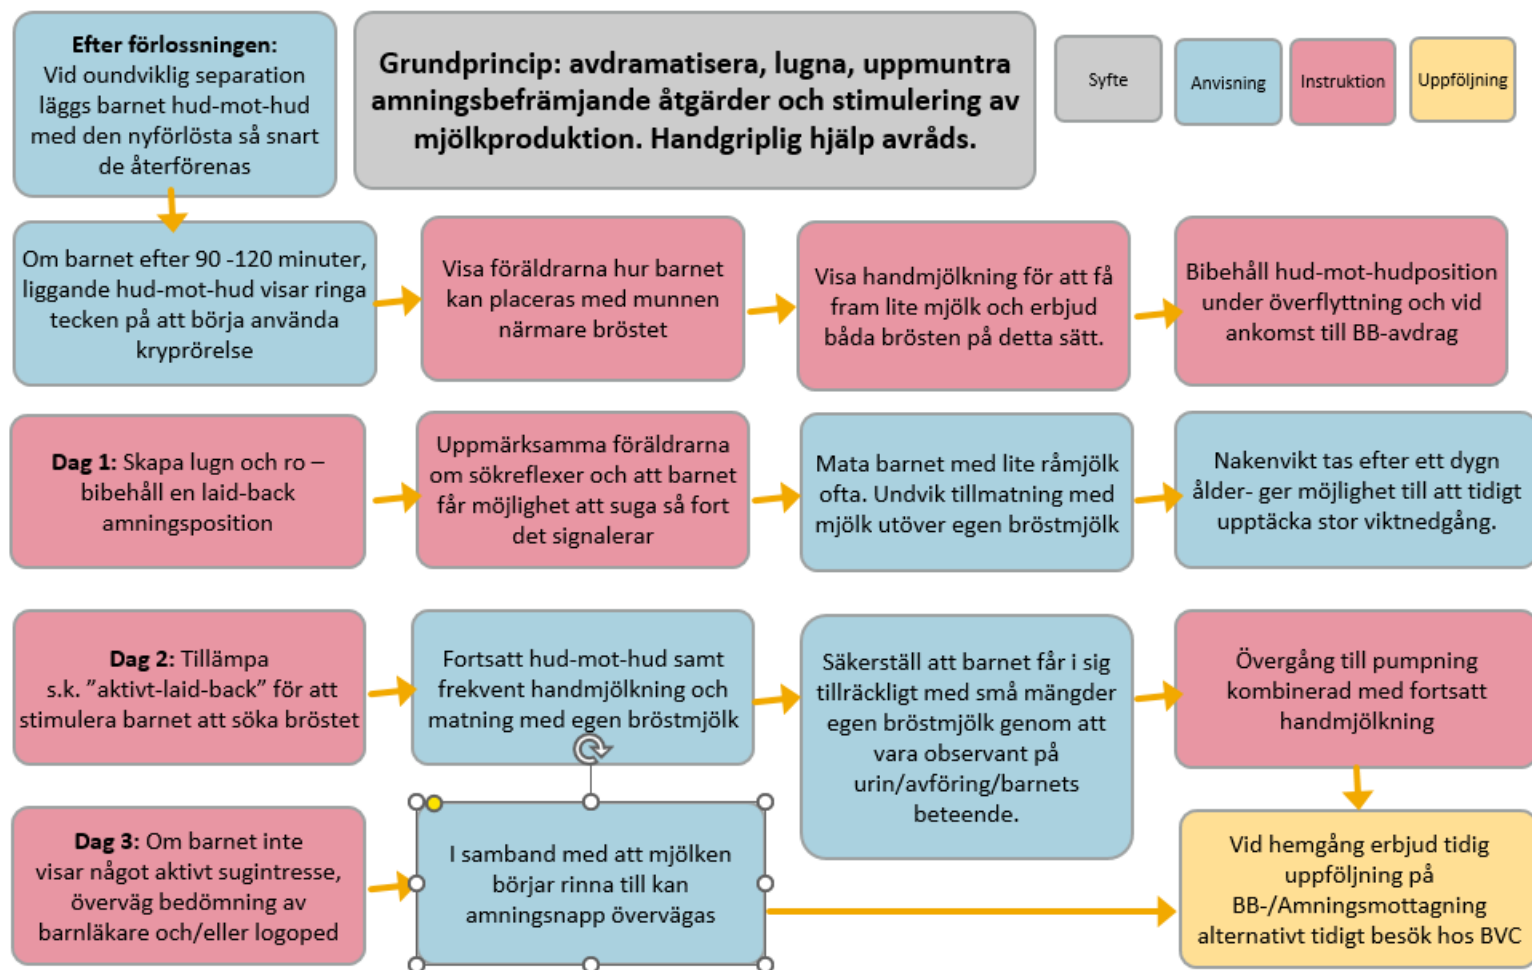 Efter förlossningen:
Vid oundviklig separation
läggs barnet hud-mot-hud
med den nyförlösta så snart
de återförenas
Grundprincip: avdramatisera, lugna, uppmuntra
amningsbefrämjande åtgärder och stimulering av
mjölkproduktion. Handgriplig hjälp avråds.
Syfte
Anvisning
Instruktion
Uppföljning
Om barnet efter 90 -120 minuter,
liggande hud-mot-hud visar ringa
tecken på att börja använda
kryprörelse
Visa föräldrarna hur barnet
kan placeras med munnen
närmare bröstet
Visa handmjölkning för att få
fram lite mjölk och erbjud
båda brösten på detta sätt.
Bibehåll hud-mot-hudposition
under överflyttning och vid
ankomst till BB-avdrag
Dag 1: Skapa lugn och ro –
bibehåll en laid-back
amningsposition
Uppmärksamma föräldrarna
om sökreflexer och att barnet
får möjlighet att suga så fort
det signalerar
Mata barnet med lite råmjölk
ofta. Undvik tillmatning med
mjölk utöver egen bröstmjölk
Nakenvikt tas efter ett dygn
ålder- ger möjlighet till att tidigt
upptäcka stor viktnedgång.
Dag 2: Tillämpa
s.k. ”aktivt-laid-back” för att
stimulera barnet att söka bröstet
Fortsatt hud-mot-hud samt
frekvent handmjölkning och
matning med egen bröstmjölk
Säkerställ att barnet får i sig
tillräckligt med små mängder
egen bröstmjölk genom att
vara observant på
urin/avföring/barnets
beteende.
Övergång till pumpning
kombinerad med fortsatt
handmjölkning
Dag 3: Om barnet inte
visar något aktivt sugintresse,
överväg bedömning av
barnläkare och/eller logoped
I samband med att mjölken
börjar rinna till kan
amningsnapp övervägas
Vid hemgång erbjud tidig
uppföljning på
BB-/Amningsmottagning
alternativt tidigt besök hos BVC